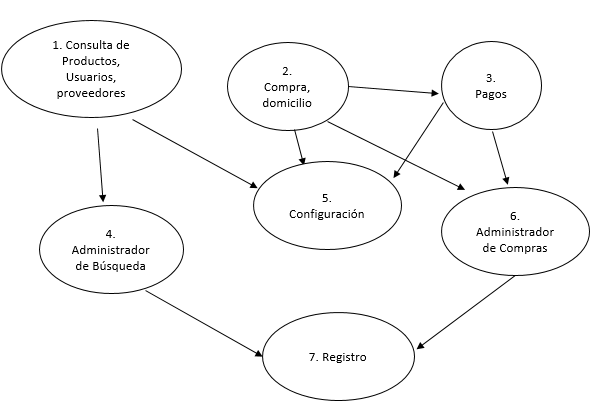 1. Consulta de
Productos,
Usuarios,
proveedores
2.
Compra,
domicilio
3.
Pagos
4.
Administrador
de Búsqueda
5.
Configuración
6.
Administrador
de Compras
7. Registro